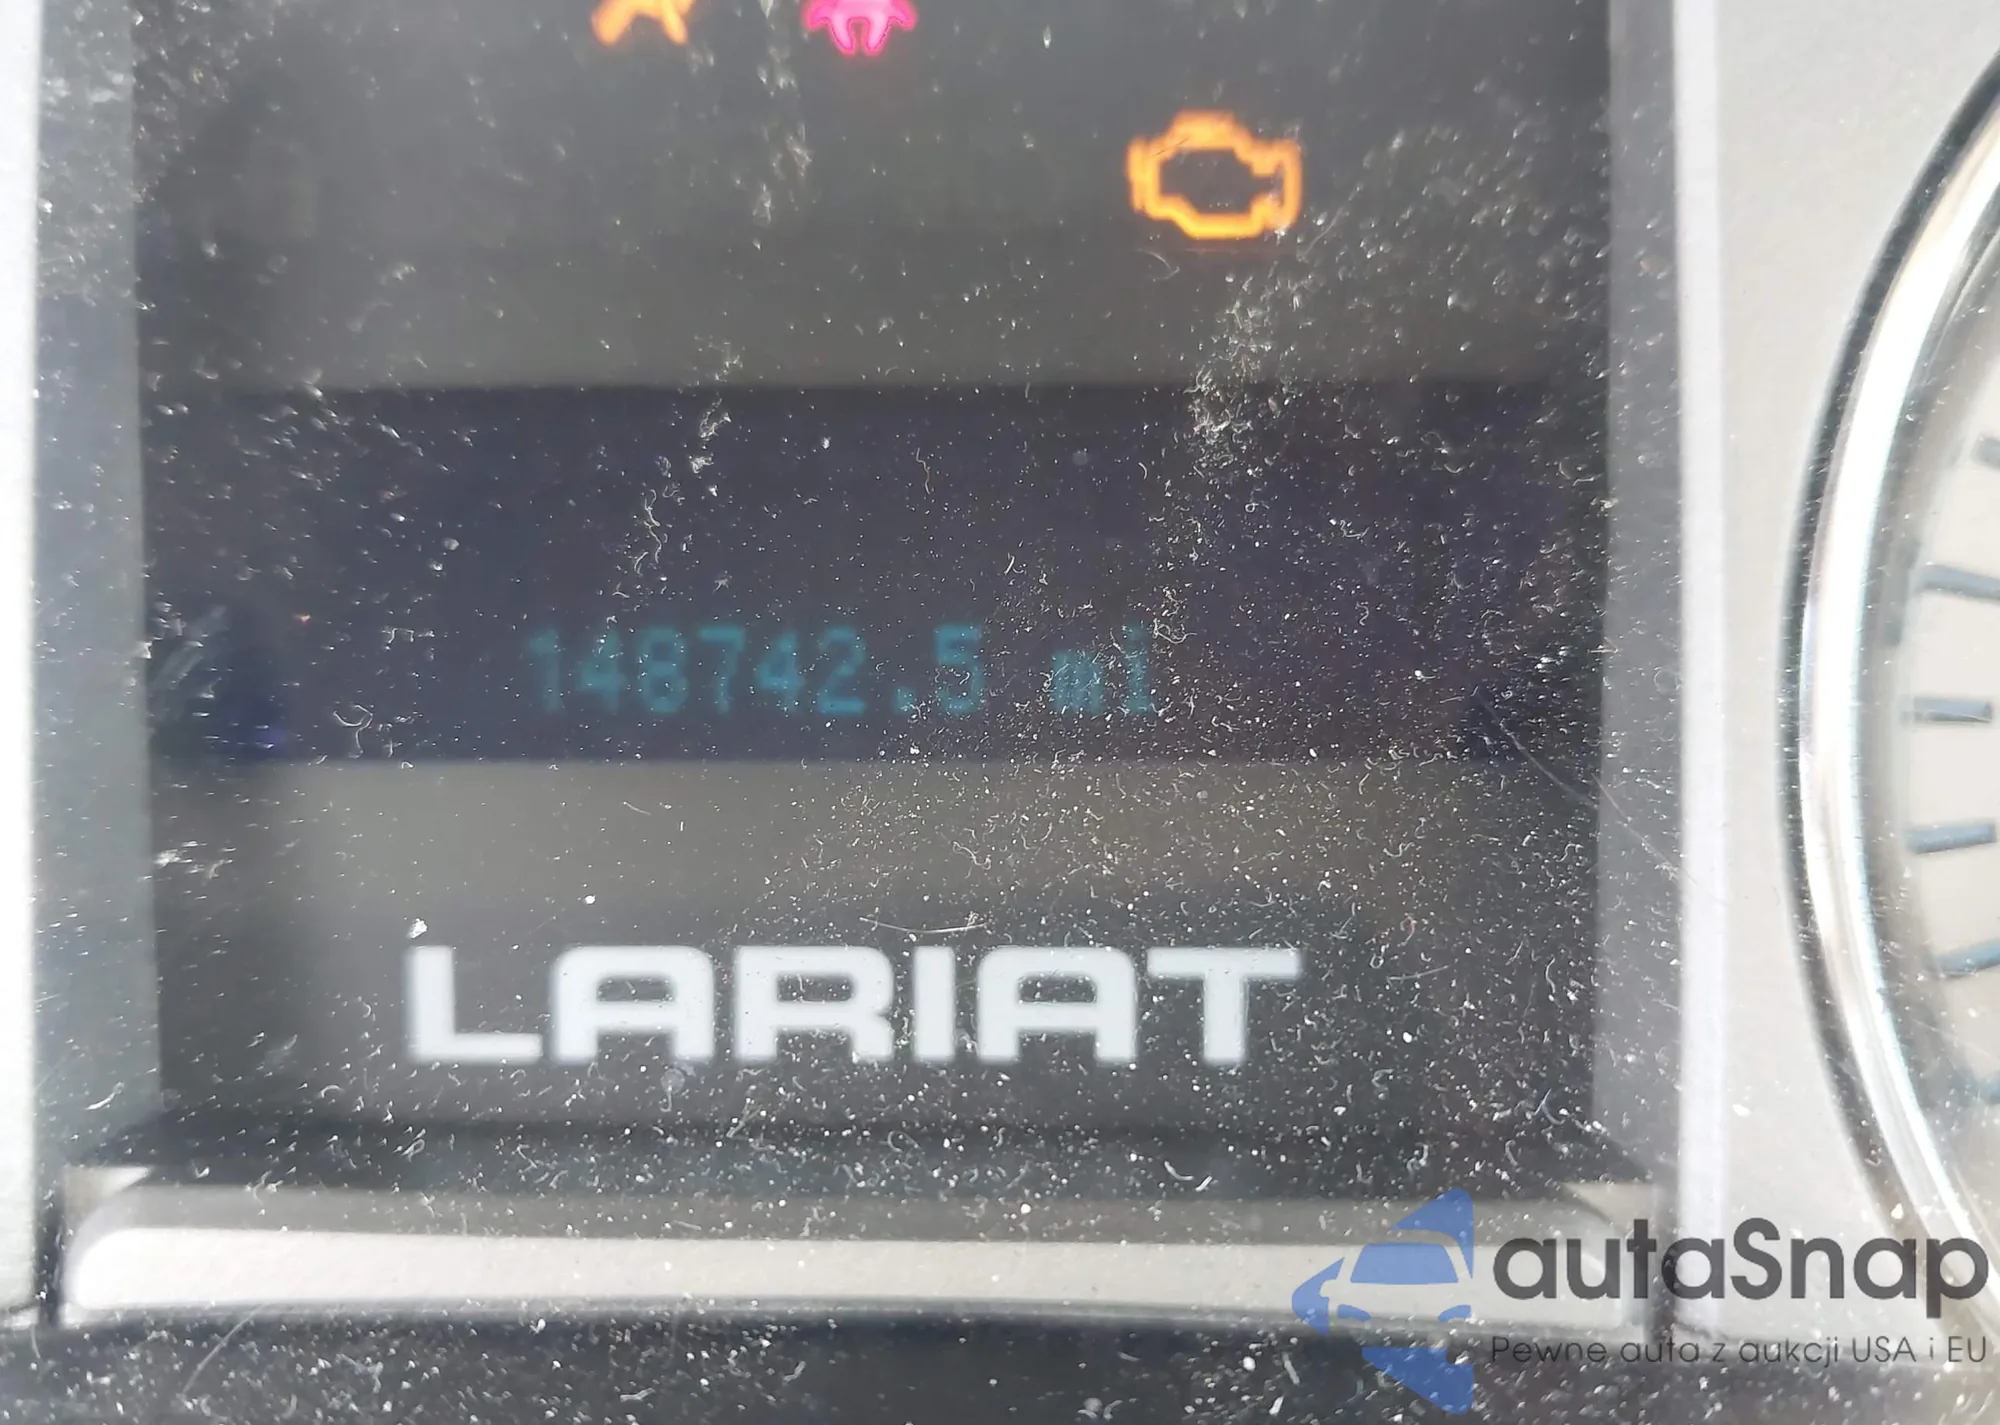 148742.5 mi
LARIAT
autaSnap
Pewne auta z aukcji USA i EU